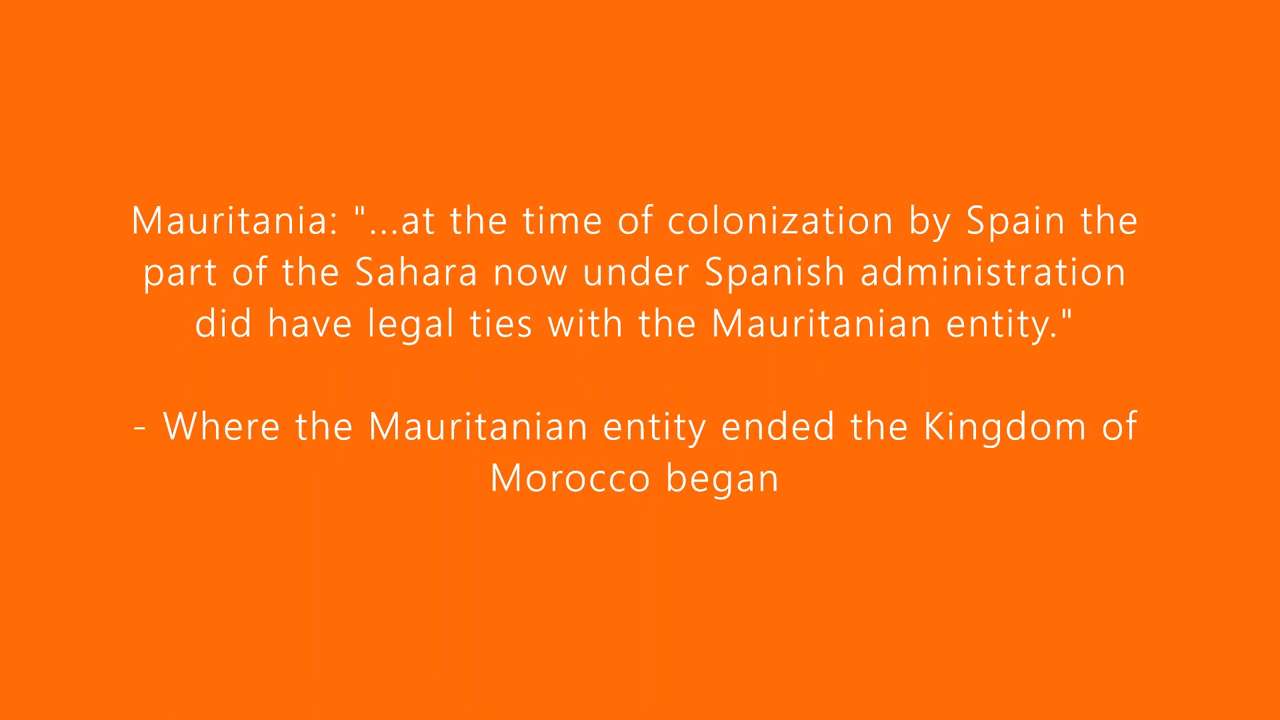 Mauritania: "...at the time of colonization by Spain the
part of the Sahara now under Spanish administration
did have legal ties with the Mauritanian entity."
- Where the Mauritanian entity ended the Kingdom of
Morocco began